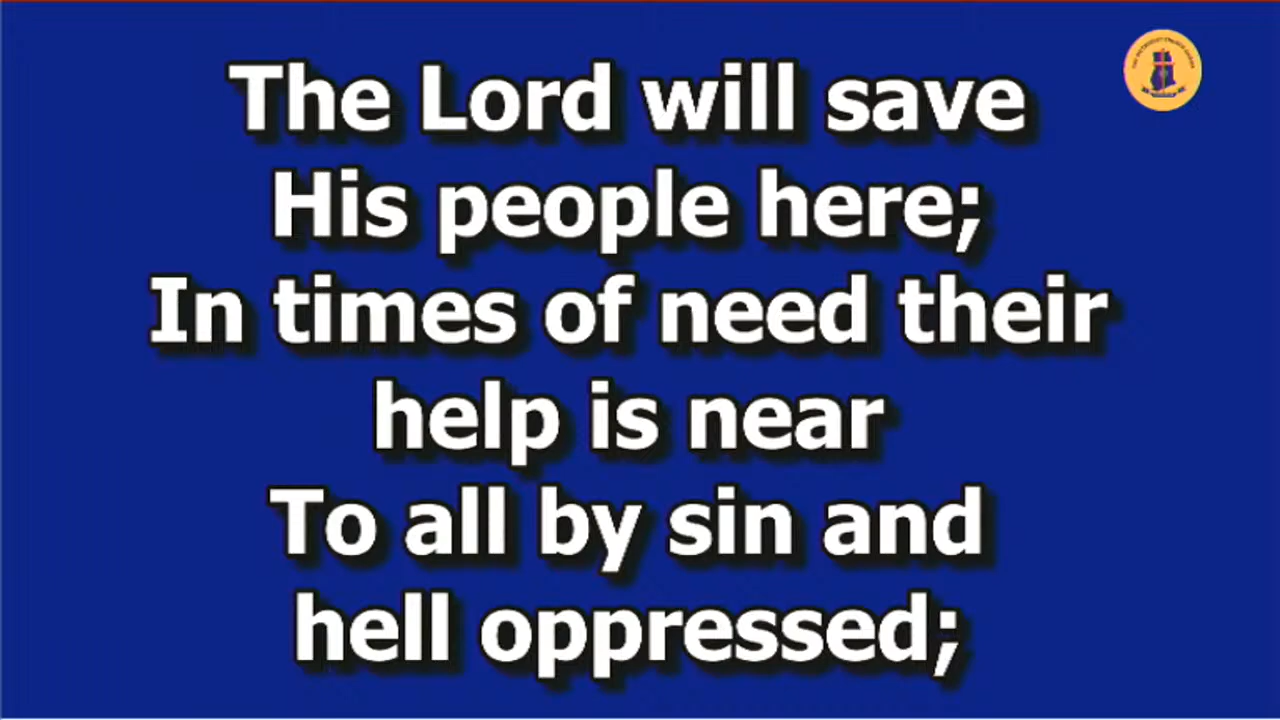 The Lord will save
His people here;
In times of need their
help is near
To all by sin and
hell oppressed;